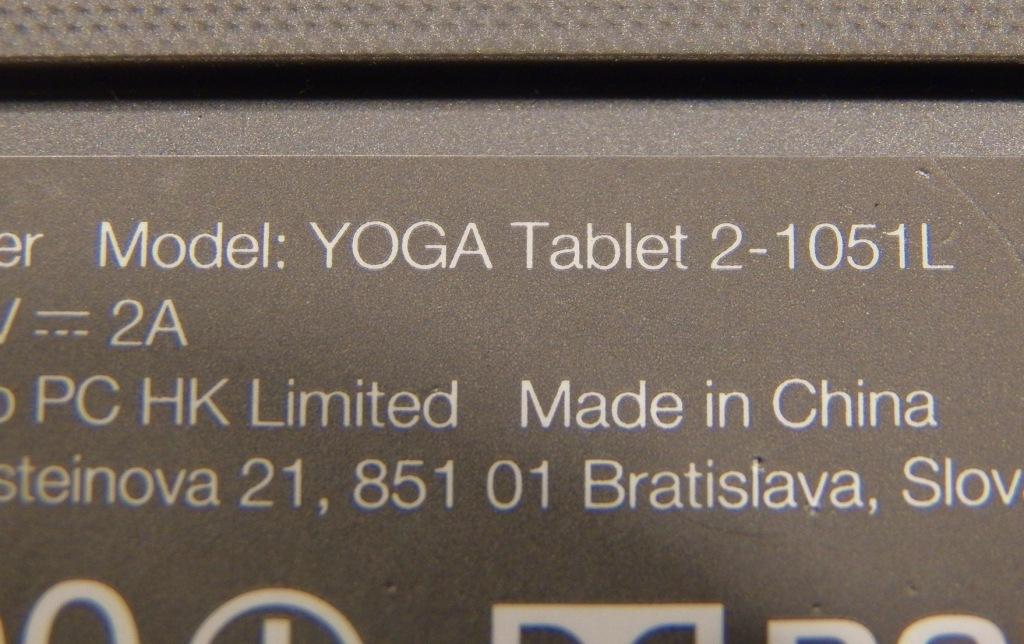 er Model: YOGA Tablet 2-1051L
V ⎓ 2A
o PC HK Limited Made in China
steinova 21, 851 01 Bratislava, Slov